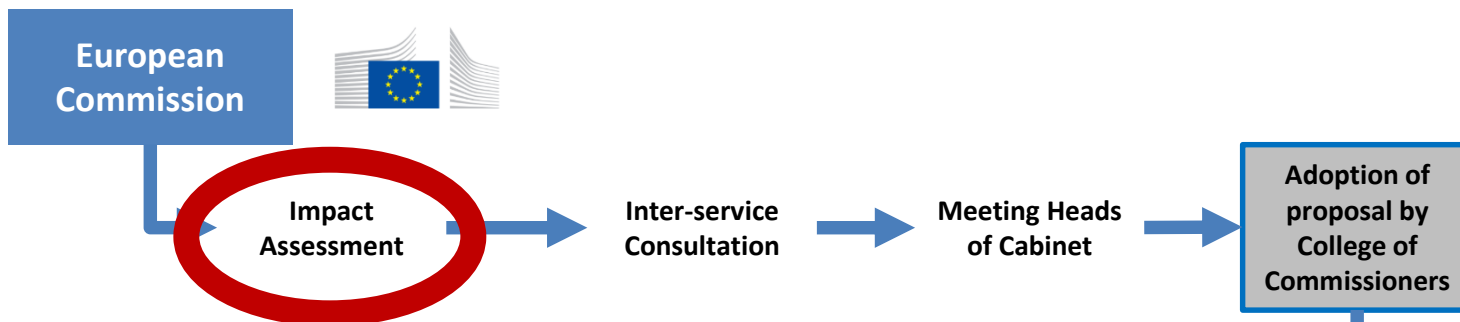 European
Commission
Impact
Assessment
Inter-service
Consultation
Meeting Heads
of Cabinet
Adoption of
proposal by
College of
Commissioners